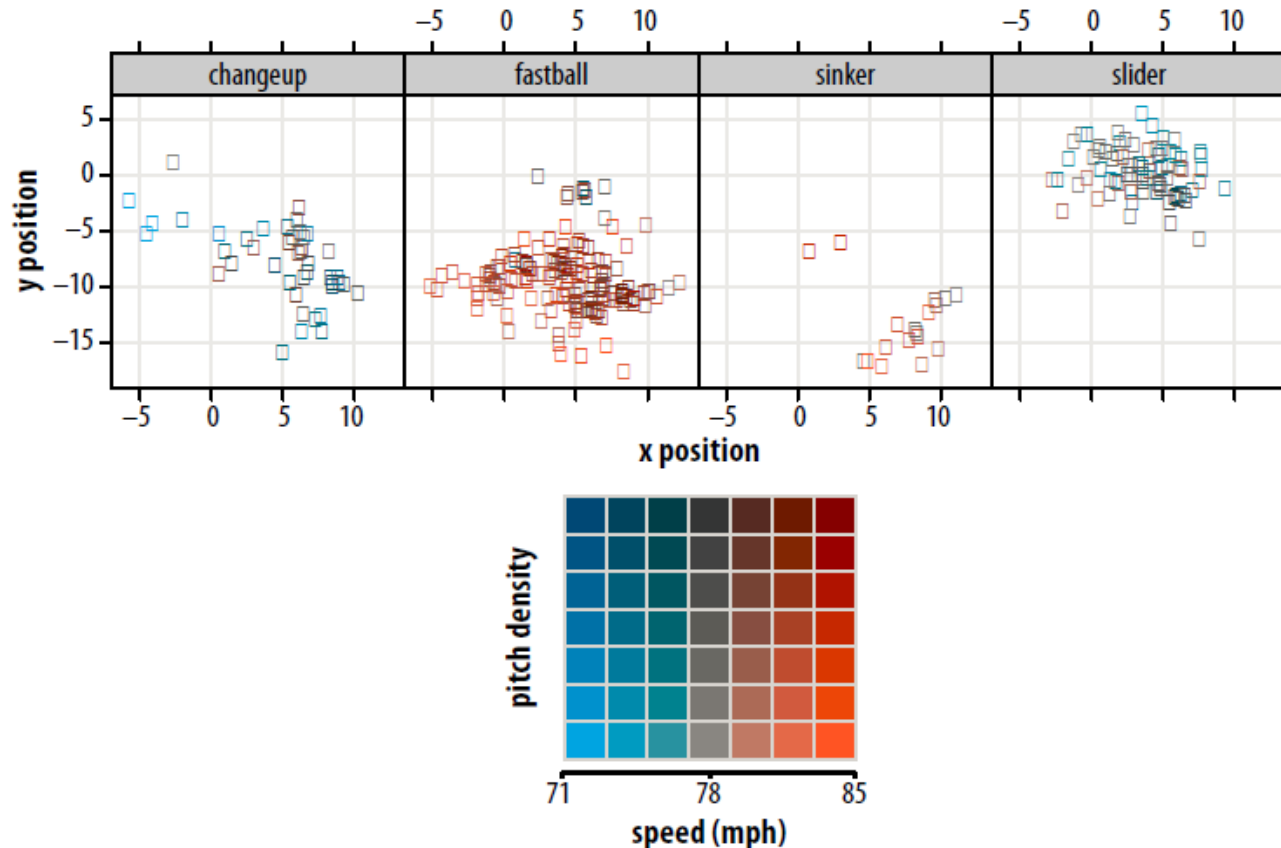 −5 0 5 10 −5 0 5 10
changeup fastball sinker slider
5
0
−5
−10
−15
y position
−5 0 5 10 −5 0 5 10
x position
pitch density
71 78 85
speed (mph)